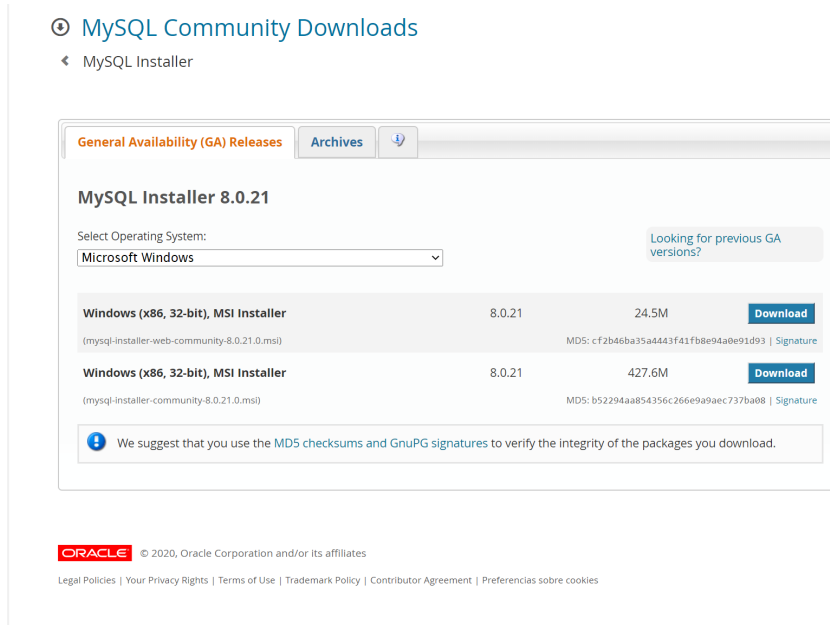 MySQL Community Downloads
MySQL Installer
General Availability (GA) Releases Archives
MySQL Installer 8.0.21
Select Operating System:
Microsoft Windows
Looking for previous GA
versions?
Windows (x86, 32-bit), MSI Installer 8.0.21 24.5M Download
(mysql-installer-web-community-8.0.21.0.msi) MD5: cf2b46ba35a4443f41fb8e94a0e91d93 | Signature
Windows (x86, 32-bit), MSI Installer 8.0.21 427.6M Download
(mysql-installer-community-8.0.21.0.msi) MD5: b52294aa854356c266e9a9aec737ba08 | Signature
We suggest that you use the MD5 checksums and GnuPG signatures to verify the integrity of the packages you download.
ORACLE © 2020, Oracle Corporation and/or its affiliates
Legal Policies | Your Privacy Rights | Terms of Use | Trademark Policy | Contributor Agreement | Preferencias sobre cookies